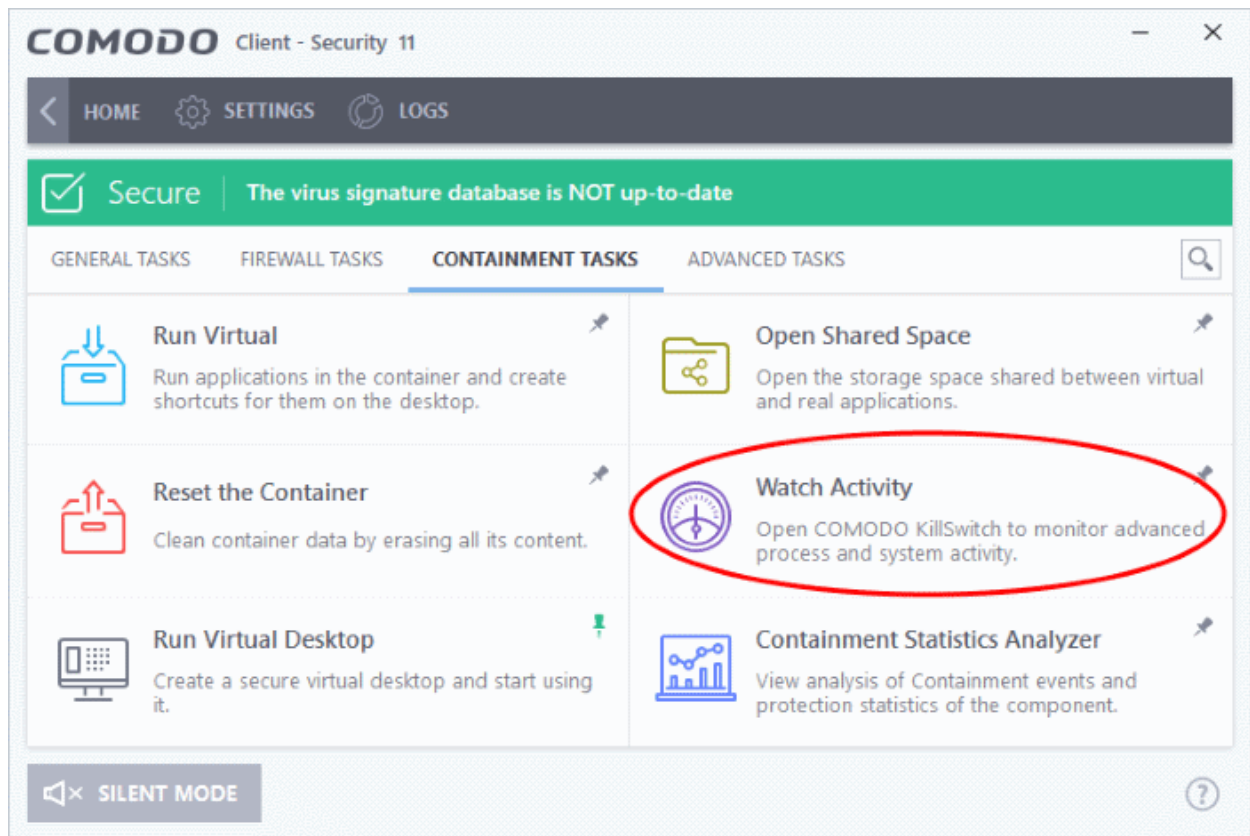 COMODO Client - Security 11
HOME SETTINGS LOGS
Secure The virus signature database is NOT up-to-date
GENERAL TASKS FIREWALL TASKS CONTAINMENT TASKS ADVANCED TASKS
Run Virtual
Run applications in the container and create
shortcuts for them on the desktop.
Open Shared Space
Open the storage space shared between virtual
and real applications.
Reset the Container
Clean container data by erasing all its content.
Watch Activity
Open COMODO KillSwitch to monitor advanced
process and system activity.
Run Virtual Desktop
Create a secure virtual desktop and start using
it.
Containment Statistics Analyzer
View analysis of Containment events and
protection statistics of the component.
SILENT MODE
?